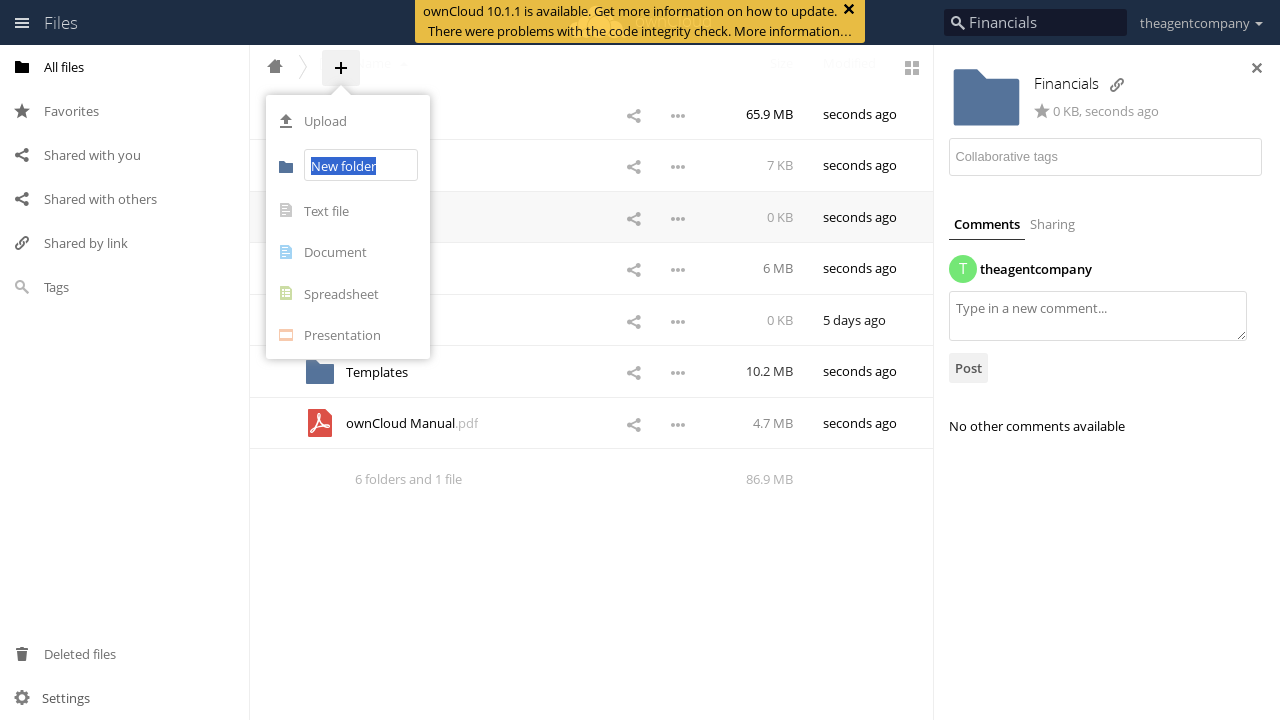 Files
ownCloud 10.1.1 is available. Get more information on how to update.
There were problems with the code integrity check. More information…
Financials
theagentcompany
All files
Favorites
Shared with you
Shared with others
Shared by link
Tags
Deleted files
Settings
Upload
New folder
Text file
Document
Spreadsheet
Presentation
65.9 MB seconds ago
7 KB seconds ago
0 KB seconds ago
6 MB seconds ago
0 KB 5 days ago
Templates 10.2 MB seconds ago
ownCloud Manual.pdf 4.7 MB seconds ago
6 folders and 1 file 86.9 MB
Financials
0 KB, seconds ago
Collaborative tags
Comments Sharing
T theagentcompany
Type in a new comment...
Post
No other comments available